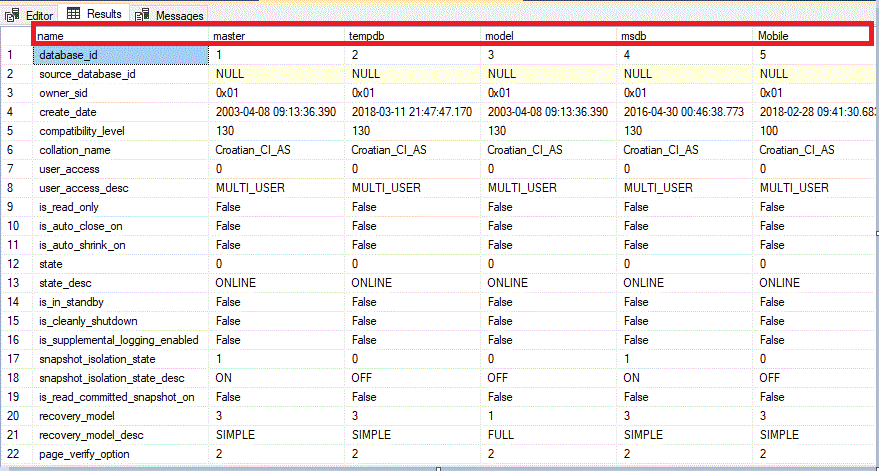 Editor Results Messages
name master tempdb model msdb Mobile
1 database_id 1 2 3 4 5
2 source_database_id NULL NULL NULL NULL NULL
3 owner_sid 0x01 0x01 0x01 0x01 0x01
4 create_date 2003-04-08 09:13:36.390 2018-03-11 21:47:47.170 2003-04-08 09:13:36.390 2016-04-30 00:46:38.773 2018-02-28 09:41:30.683
5 compatibility_level 130 130 130 130 100
6 collation_name Croatian_CI_AS Croatian_CI_AS Croatian_CI_AS Croatian_CI_AS Croatian_CI_AS
7 user_access 0 0 0 0 0
8 user_access_desc MULTI_USER MULTI_USER MULTI_USER MULTI_USER MULTI_USER
9 is_read_only False False False False False
10 is_auto_close_on False False False False False
11 is_auto_shrink_on False False False False False
12 state 0 0 0 0 0
13 state_desc ONLINE ONLINE ONLINE ONLINE ONLINE
14 is_in_standby False False False False False
15 is_cleanly_shutdown False False False False False
16 is_supplemental_logging_enabled False False False False False
17 snapshot_isolation_state 1 0 0 1 0
18 snapshot_isolation_state_desc ON OFF OFF ON OFF
19 is_read_committed_snapshot_on False False False False False
20 recovery_model 3 3 1 3 3
21 recovery_model_desc SIMPLE SIMPLE FULL SIMPLE SIMPLE
22 page_verify_option 2 2 2 2 2